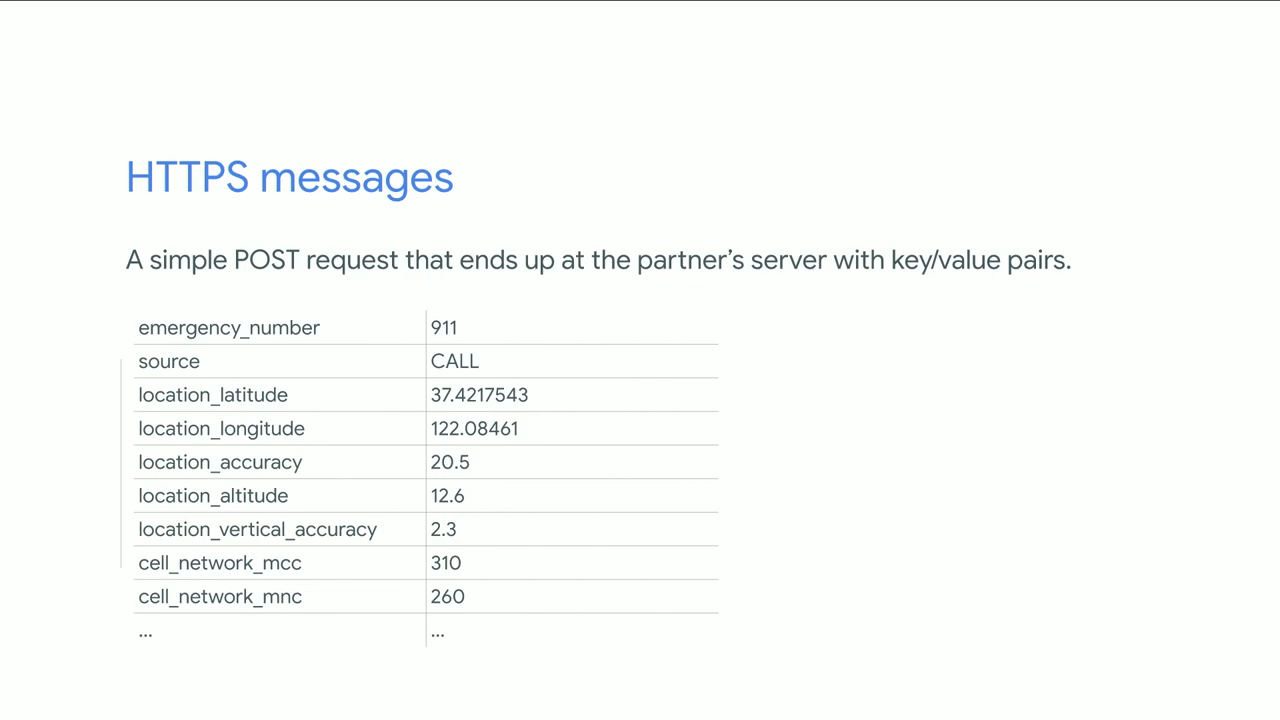 HTTPS messages
A simple POST request that ends up at the partner’s server with key/value pairs.
emergency_number 911
source CALL
location_latitude 37.4217543
location_longitude 122.08461
location_accuracy 20.5
location_altitude 12.6
location_vertical_accuracy 2.3
cell_network_mcc 310
cell_network_mnc 260
... ...